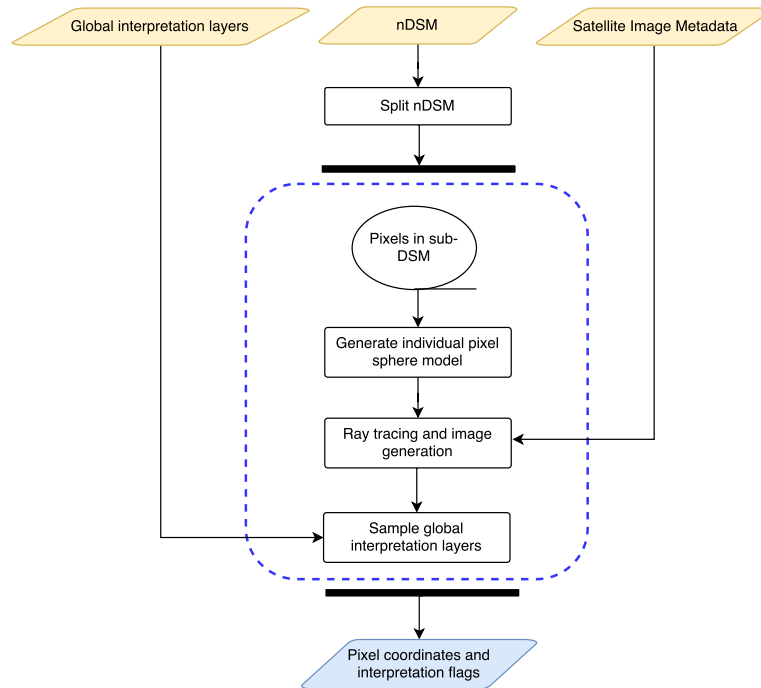 Global interpretation layers
nDSM
Satellite Image Metadata
Split nDSM
Pixels in sub-
DSM
Generate individual pixel
sphere model
Ray tracing and image
generation
Sample global
interpretation layers
Pixel coordinates and
interpretation flags